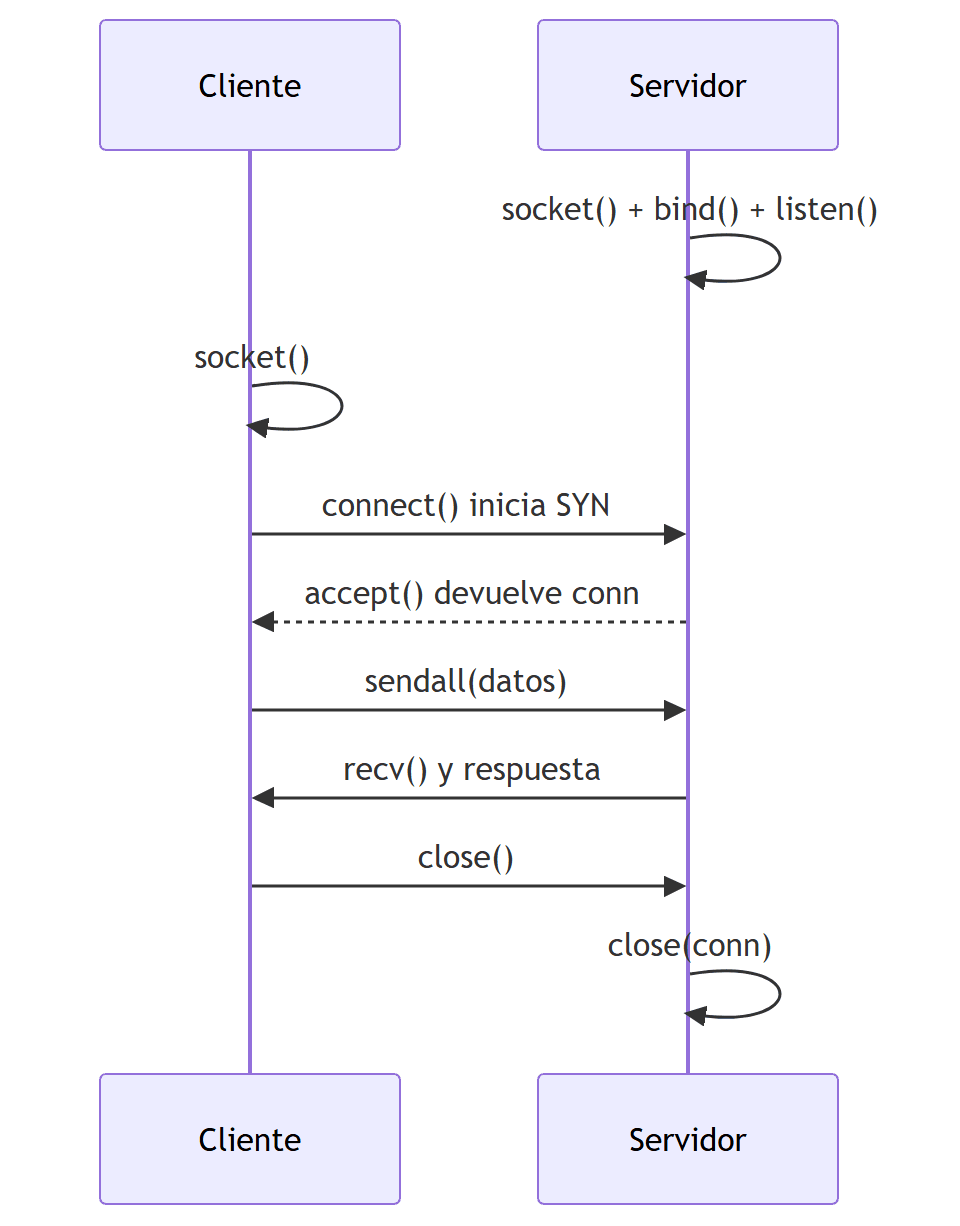 Cliente
Servidor
socket() + bind() + listen()
socket()
connect() inicia SYN
accept() devuelve conn
sendall(datos)
recv() y respuesta
close()
close(conn)
Cliente
Servidor